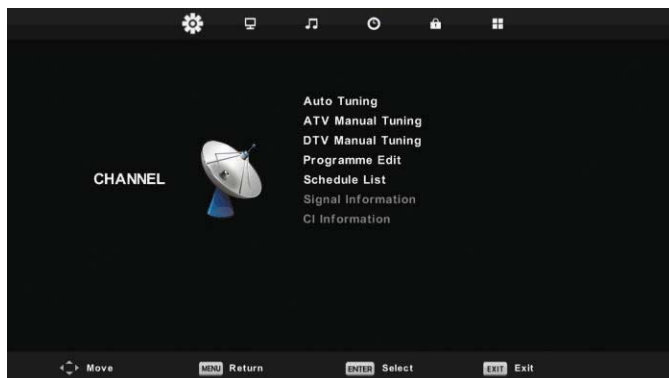 Auto Tuning
ATV Manual Tuning
DTV Manual Tuning
Programme Edit
CHANNEL
Schedule List
Signal Information
CI Information
Move
MENU Return
ENTER Select
EXIT Exit